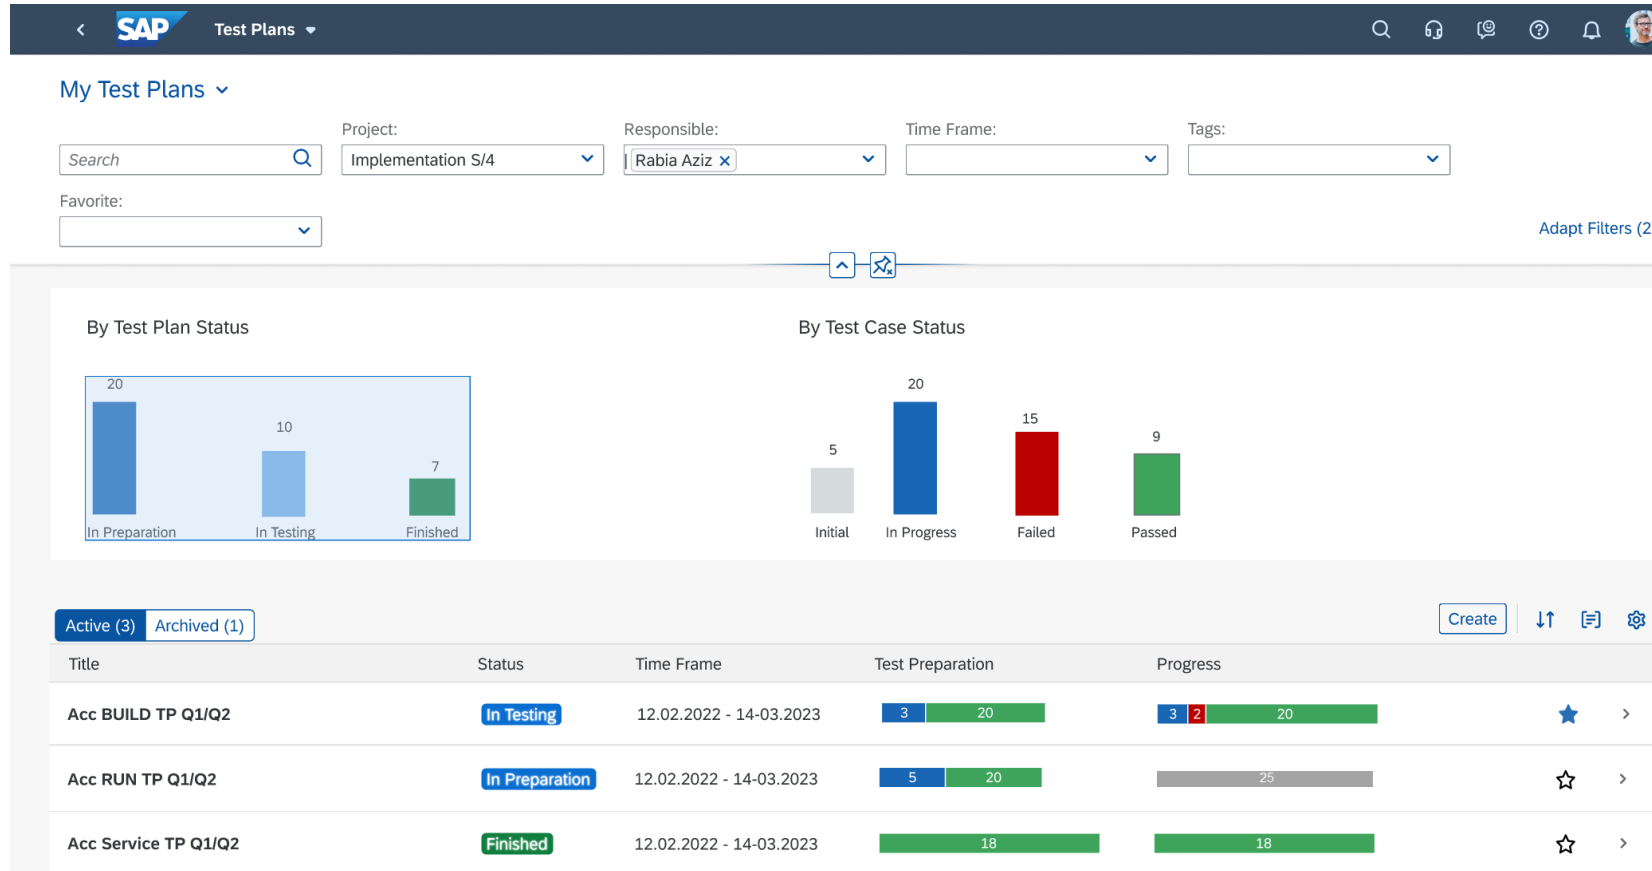 SAP Test Plans
My Test Plans
Project: Responsible: Time Frame: Tags:
Search Implementation S/4 Rabia Aziz
Favorite:
Adapt Filters (2
By Test Plan Status By Test Case Status
20 10 7 5 20 15 9
In Preparation In Testing Finished Initial In Progress Failed Passed
Active (3) Archived (1) Create
Title Status Time Frame Test Preparation Progress
Acc BUILD TP Q1/Q2 In Testing 12.02.2022 - 14-03.2023 3 20 3 2 20
Acc RUN TP Q1/Q2 In Preparation 12.02.2022 - 14-03.2023 5 20 25
Acc Service TP Q1/Q2 Finished 12.02.2022 - 14-03.2023 18 18